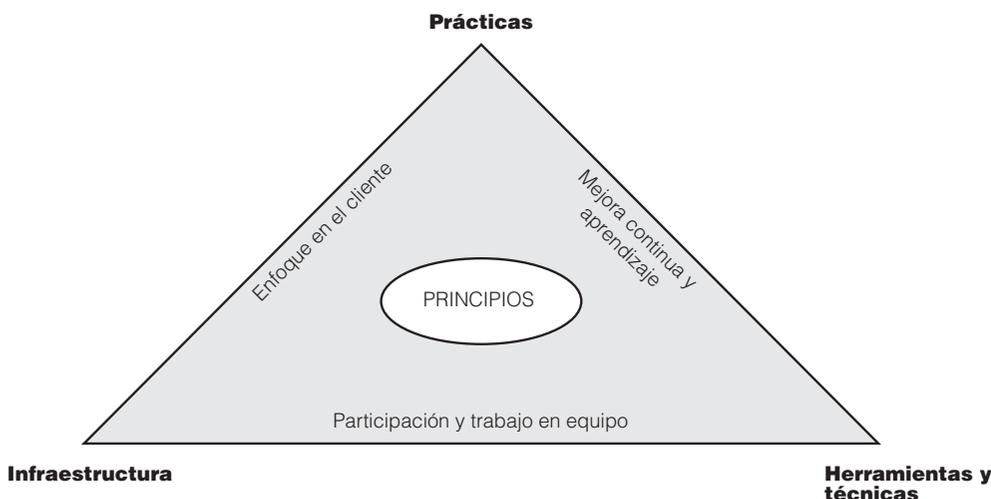 Prácticas
Enfoque en el cliente
Mejora continua y
aprendizaje
PRINCIPIOS
Participación y trabajo en equipo
Infraestructura
Herramientas y
técnicas